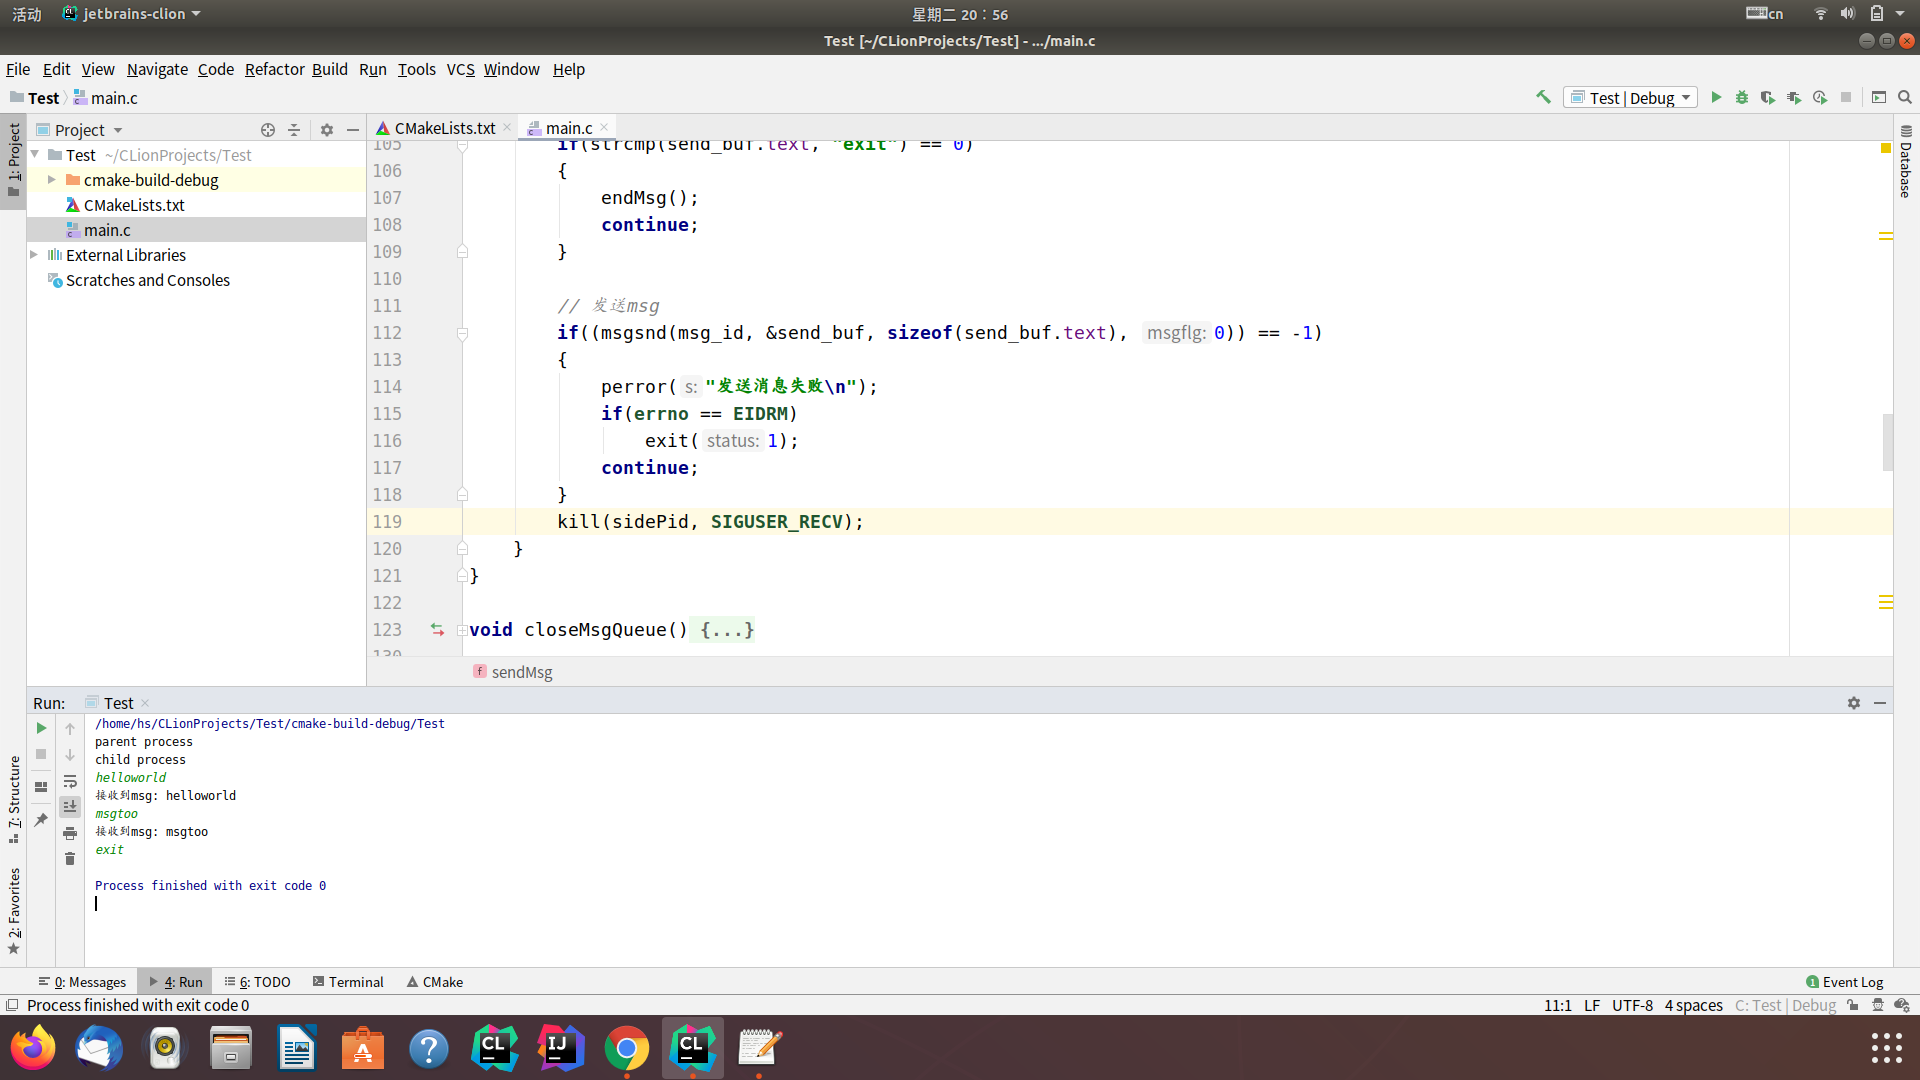 活动 jetbrains-clion 星期二 20：56 cn
Test [~/CLionProjects/Test] - .../main.c
File Edit View Navigate Code Refactor Build Run Tools VCS Window Help
Test main.c Test | Debug
1: Project
Project
CMakeLists.txt
main.c
Test ~/CLionProjects/Test
cmake-build-debug
CMakeLists.txt
main.c
External Libraries
Scratches and Consoles
105 if(strcmp(send_buf.text, "exit") == 0)
106 {
107 endMsg();
108 continue;
109 }
110
111 // 发送msg
112 if((msgsnd(msg_id, &send_buf, sizeof(send_buf.text), msgflg: 0)) == -1)
113 {
114 perror( s: "发送消息失败\n");
115 if(errno == EIDRM)
116 exit( status: 1);
117 continue;
118 }
119 kill(sidePid, SIGUSER_RECV);
120 }
121 }
122
123 void closeMsgQueue() {...}
130
sendMsg
Database
Run: Test
/home/hs/CLionProjects/Test/cmake-build-debug/Test
parent process
child process
helloworld
接收到msg: helloworld
msgtoo
接收到msg: msgtoo
exit
Process finished with exit code 0
7: Structure
2: Favorites
0: Messages 4: Run 6: TODO Terminal CMake 1 Event Log
Process finished with exit code 0 11:1 LF UTF-8 4 spaces C: Test | Debug
CL IJ CL